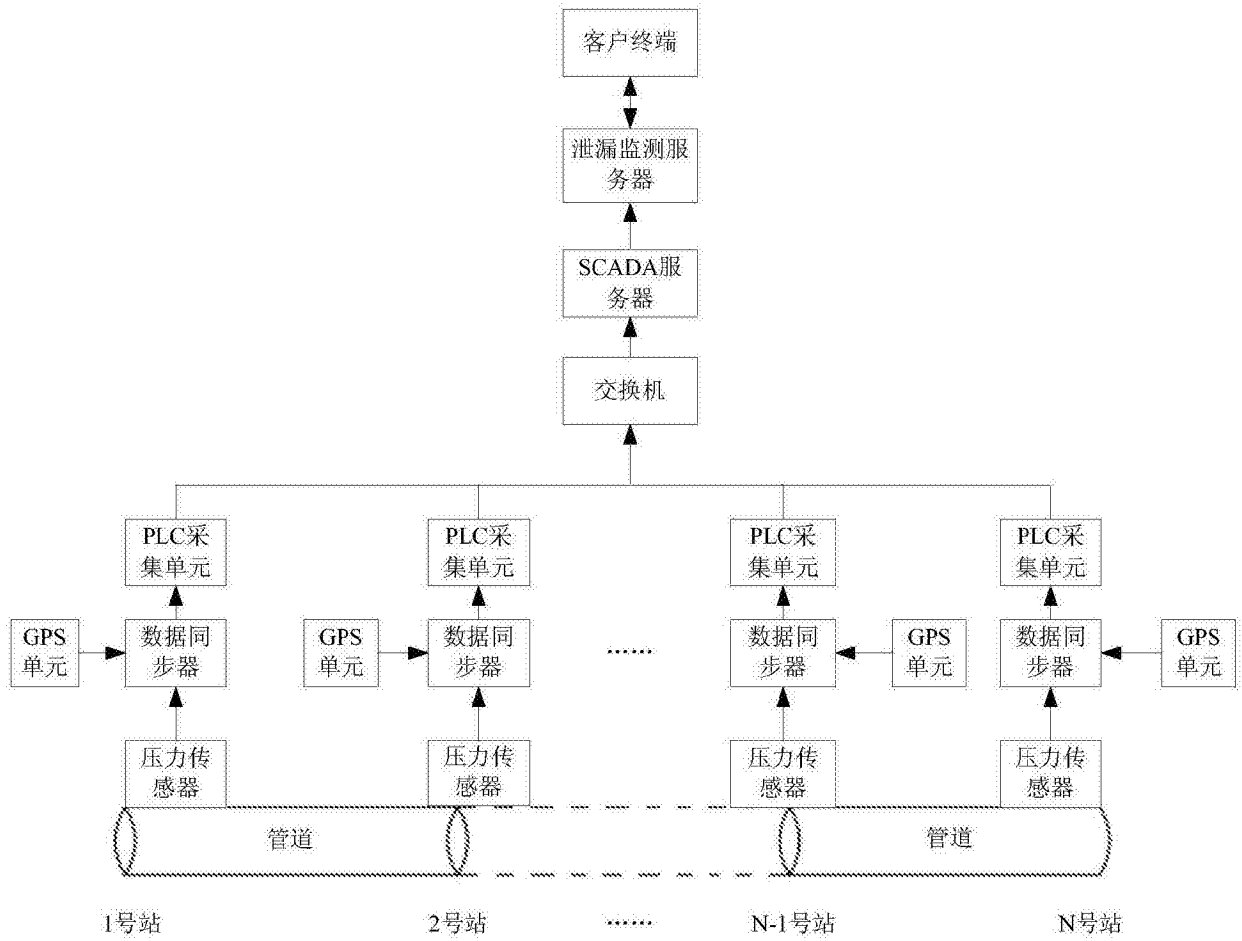 客户终端
泄漏监测服
务器
SCADA服
务器
交换机
PLC采
集单元
PLC采
集单元
PLC采
集单元
PLC采
集单元
GPS
单元
数据同
步器
GPS
单元
数据同
步器
……
数据同
步器
GPS
单元
数据同
步器
GPS
单元
压力传
感器
压力传
感器
压力传
感器
压力传
感器
管道
管道
1号站
2号站
……
N-1号站
N号站